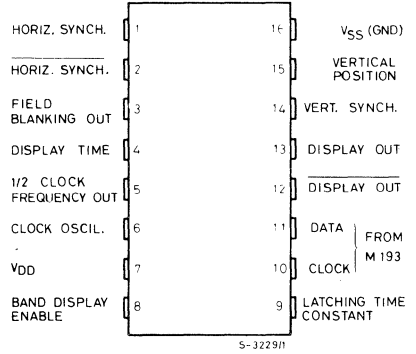 HORIZ. SYNCH. 1 16 VSS (GND)
HORIZ. SYNCH. 2 15 VERTICAL POSITION
FIELD BLANKING OUT 3 14 VERT. SYNCH.
DISPLAY TIME 4 13 DISPLAY OUT
1/2 CLOCK FREQUENCY OUT 5 12 DISPLAY OUT
CLOCK OSCIL. 6 11 DATA FROM M 193
VDD 7 10 CLOCK
BAND DISPLAY ENABLE 8 9 LATCHING TIME CONSTANT
S-3229/1